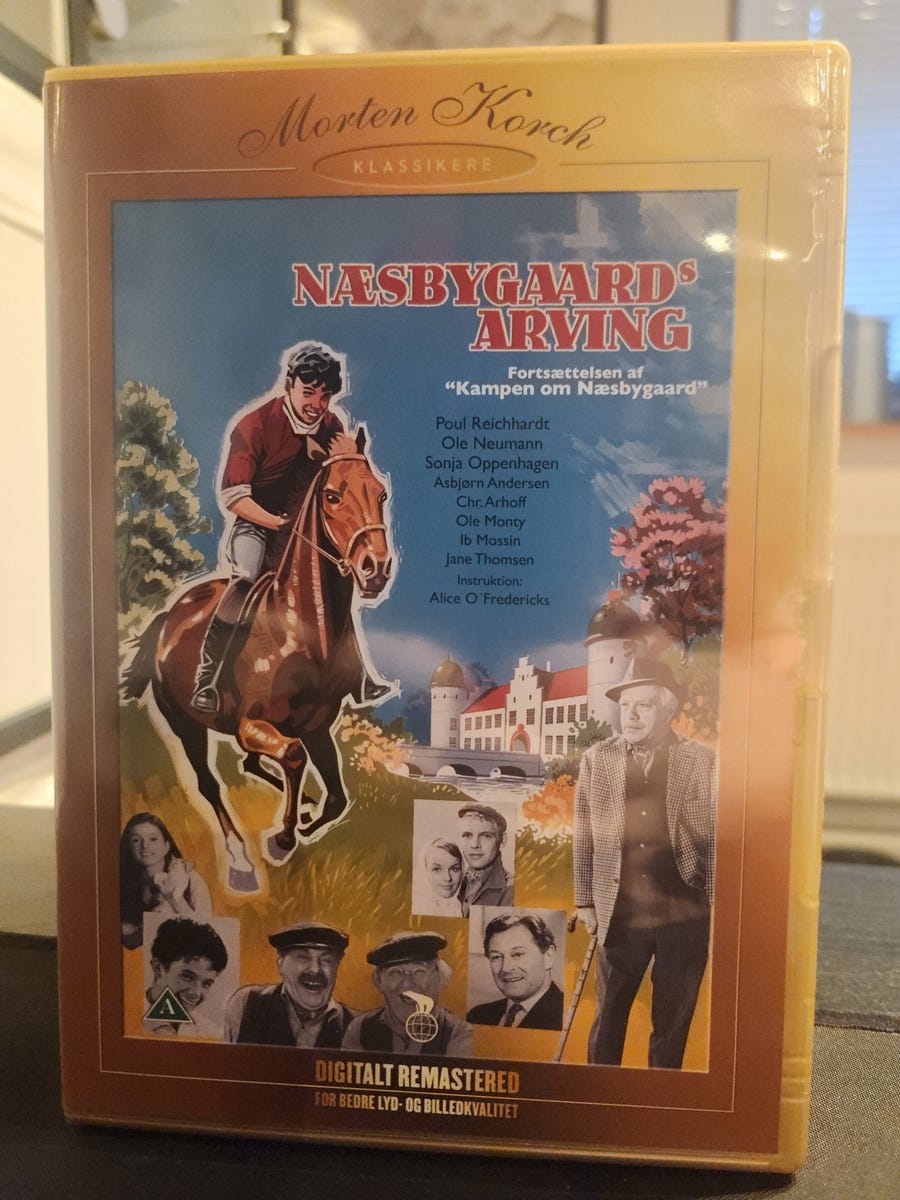 Morten Korch
KLASSIKERE
NÆSBYGAARDS
ARVING
Fortsættelsen af
“Kampen om Næsbygaard”
Poul Reichhardt
Ole Neumann
Sonja Oppenhagen
Asbjørn Andersen
Chr. Arhoff
Ole Monty
Ib Mossin
Jane Thomsen
Instruktion:
Alice O´Fredericks
A
DIGITALT REMASTERED
FOR BEDRE LYD- OG BILLEDKVALITET